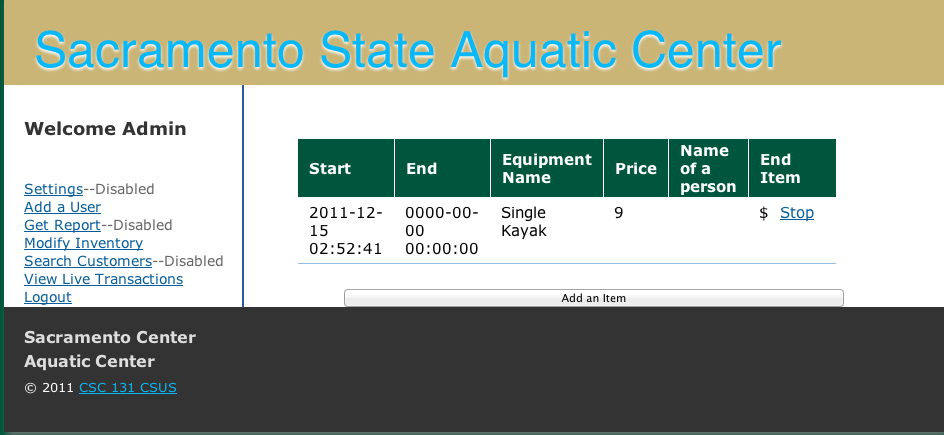 Sacramento State Aquatic Center
Welcome Admin
Settings--Disabled
Add a User
Get Report--Disabled
Modify Inventory
Search Customers--Disabled
View Live Transactions
Logout
Start
End
Equipment
Name
Price
Name
of a
person
End
Item
2011-12-
15
02:52:41
0000-00-
00
00:00:00
Single
Kayak
9
$ Stop
Add an Item
Sacramento Center
Aquatic Center
© 2011 CSC 131 CSUS